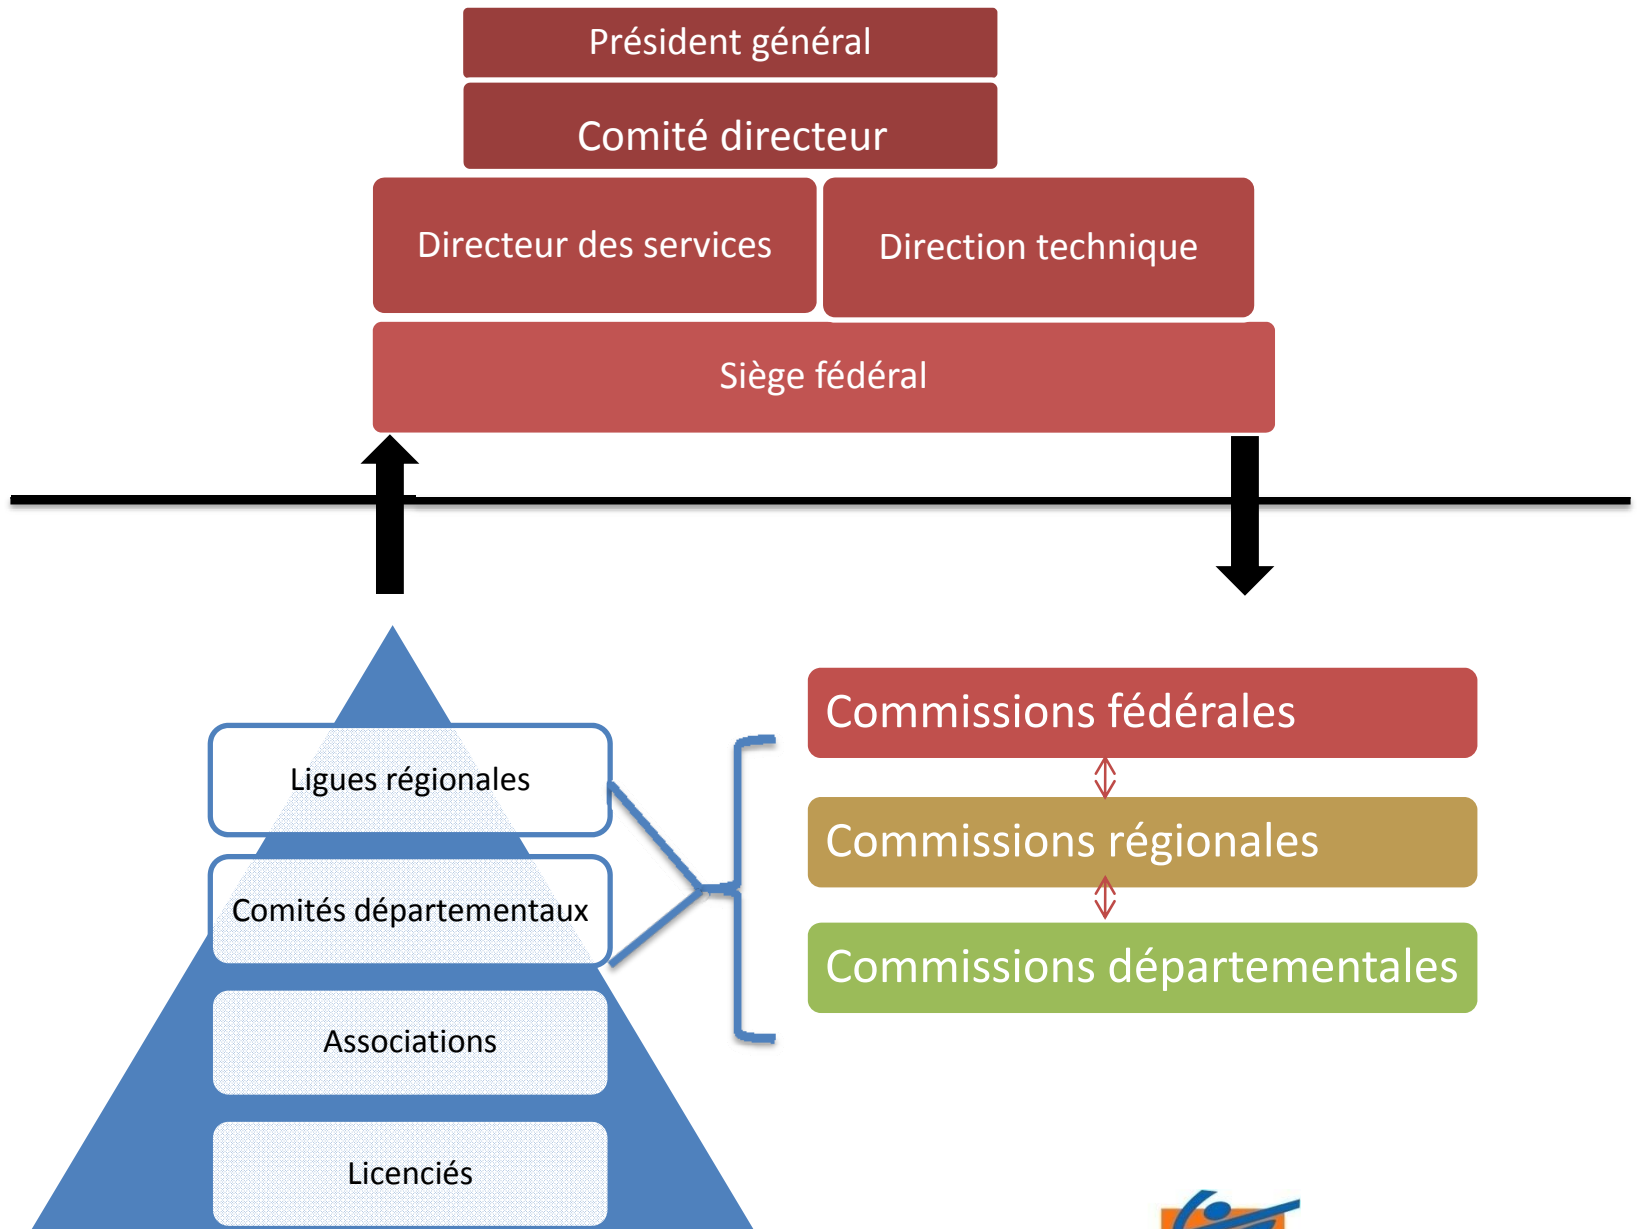 Président général
Comité directeur
Directeur des services
Direction technique
Siège fédéral
Ligues régionales
Comités départementaux
Associations
Licenciés
Commissions fédérales
Commissions régionales
Commissions départementales